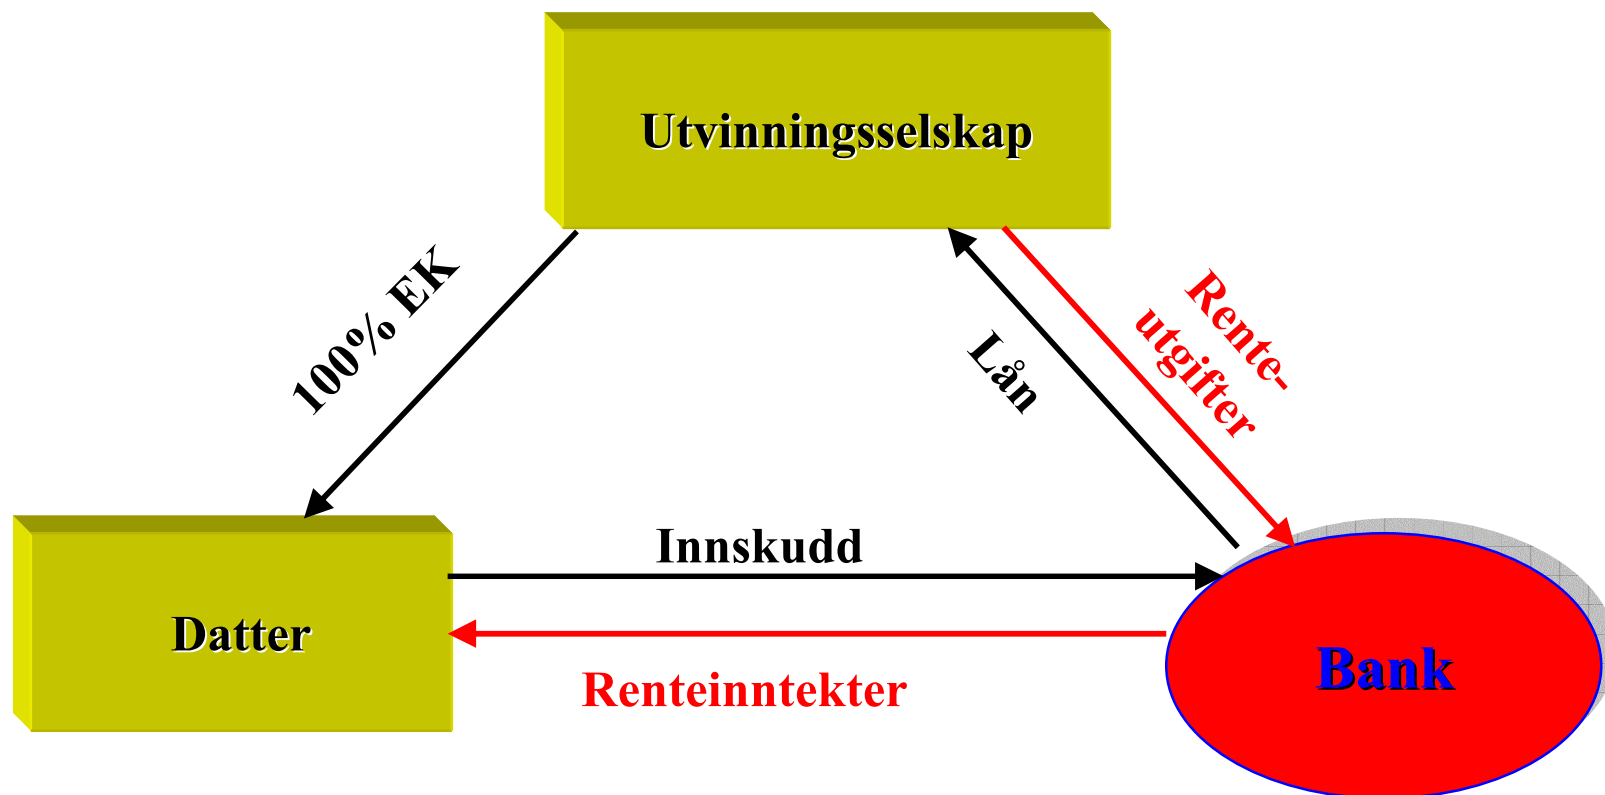 Utvinningsselskap
100% EK
Lån
Rente-
utgifter
Innskudd
Datter
Renteinntekter
Bank